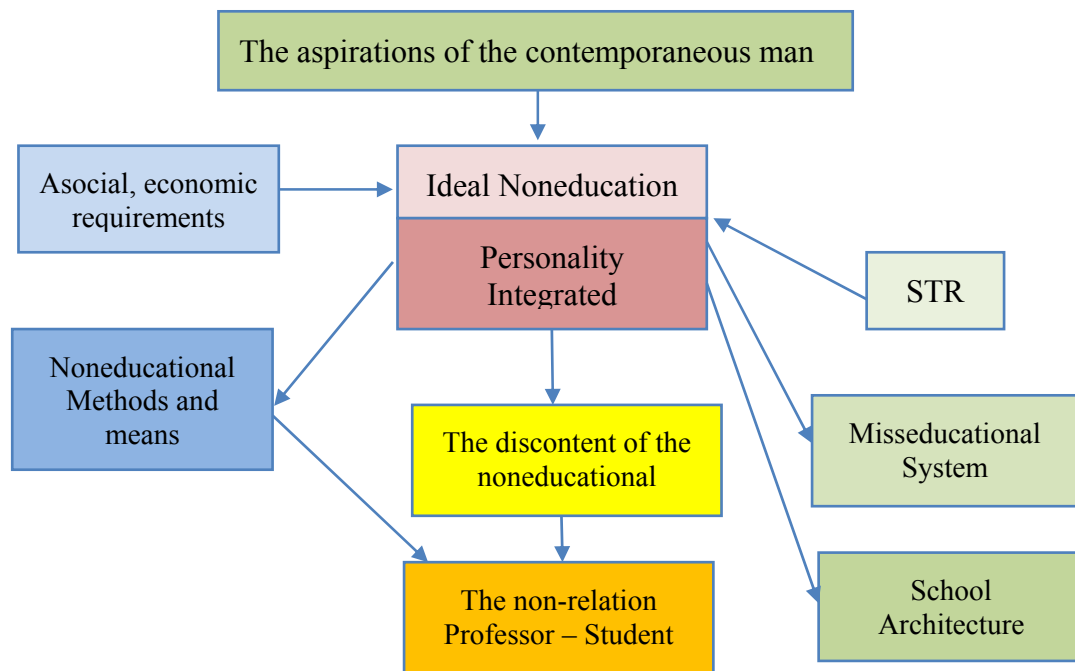 The aspirations of the contemporaneous man
Asocial, economic
requirements
Ideal Noneducation
Personality
Integrated
STR
Noneducational
Methods and
means
The discontent of the
noneducational
Misseducational
System
The non-relation
Professor – Student
School
Architecture